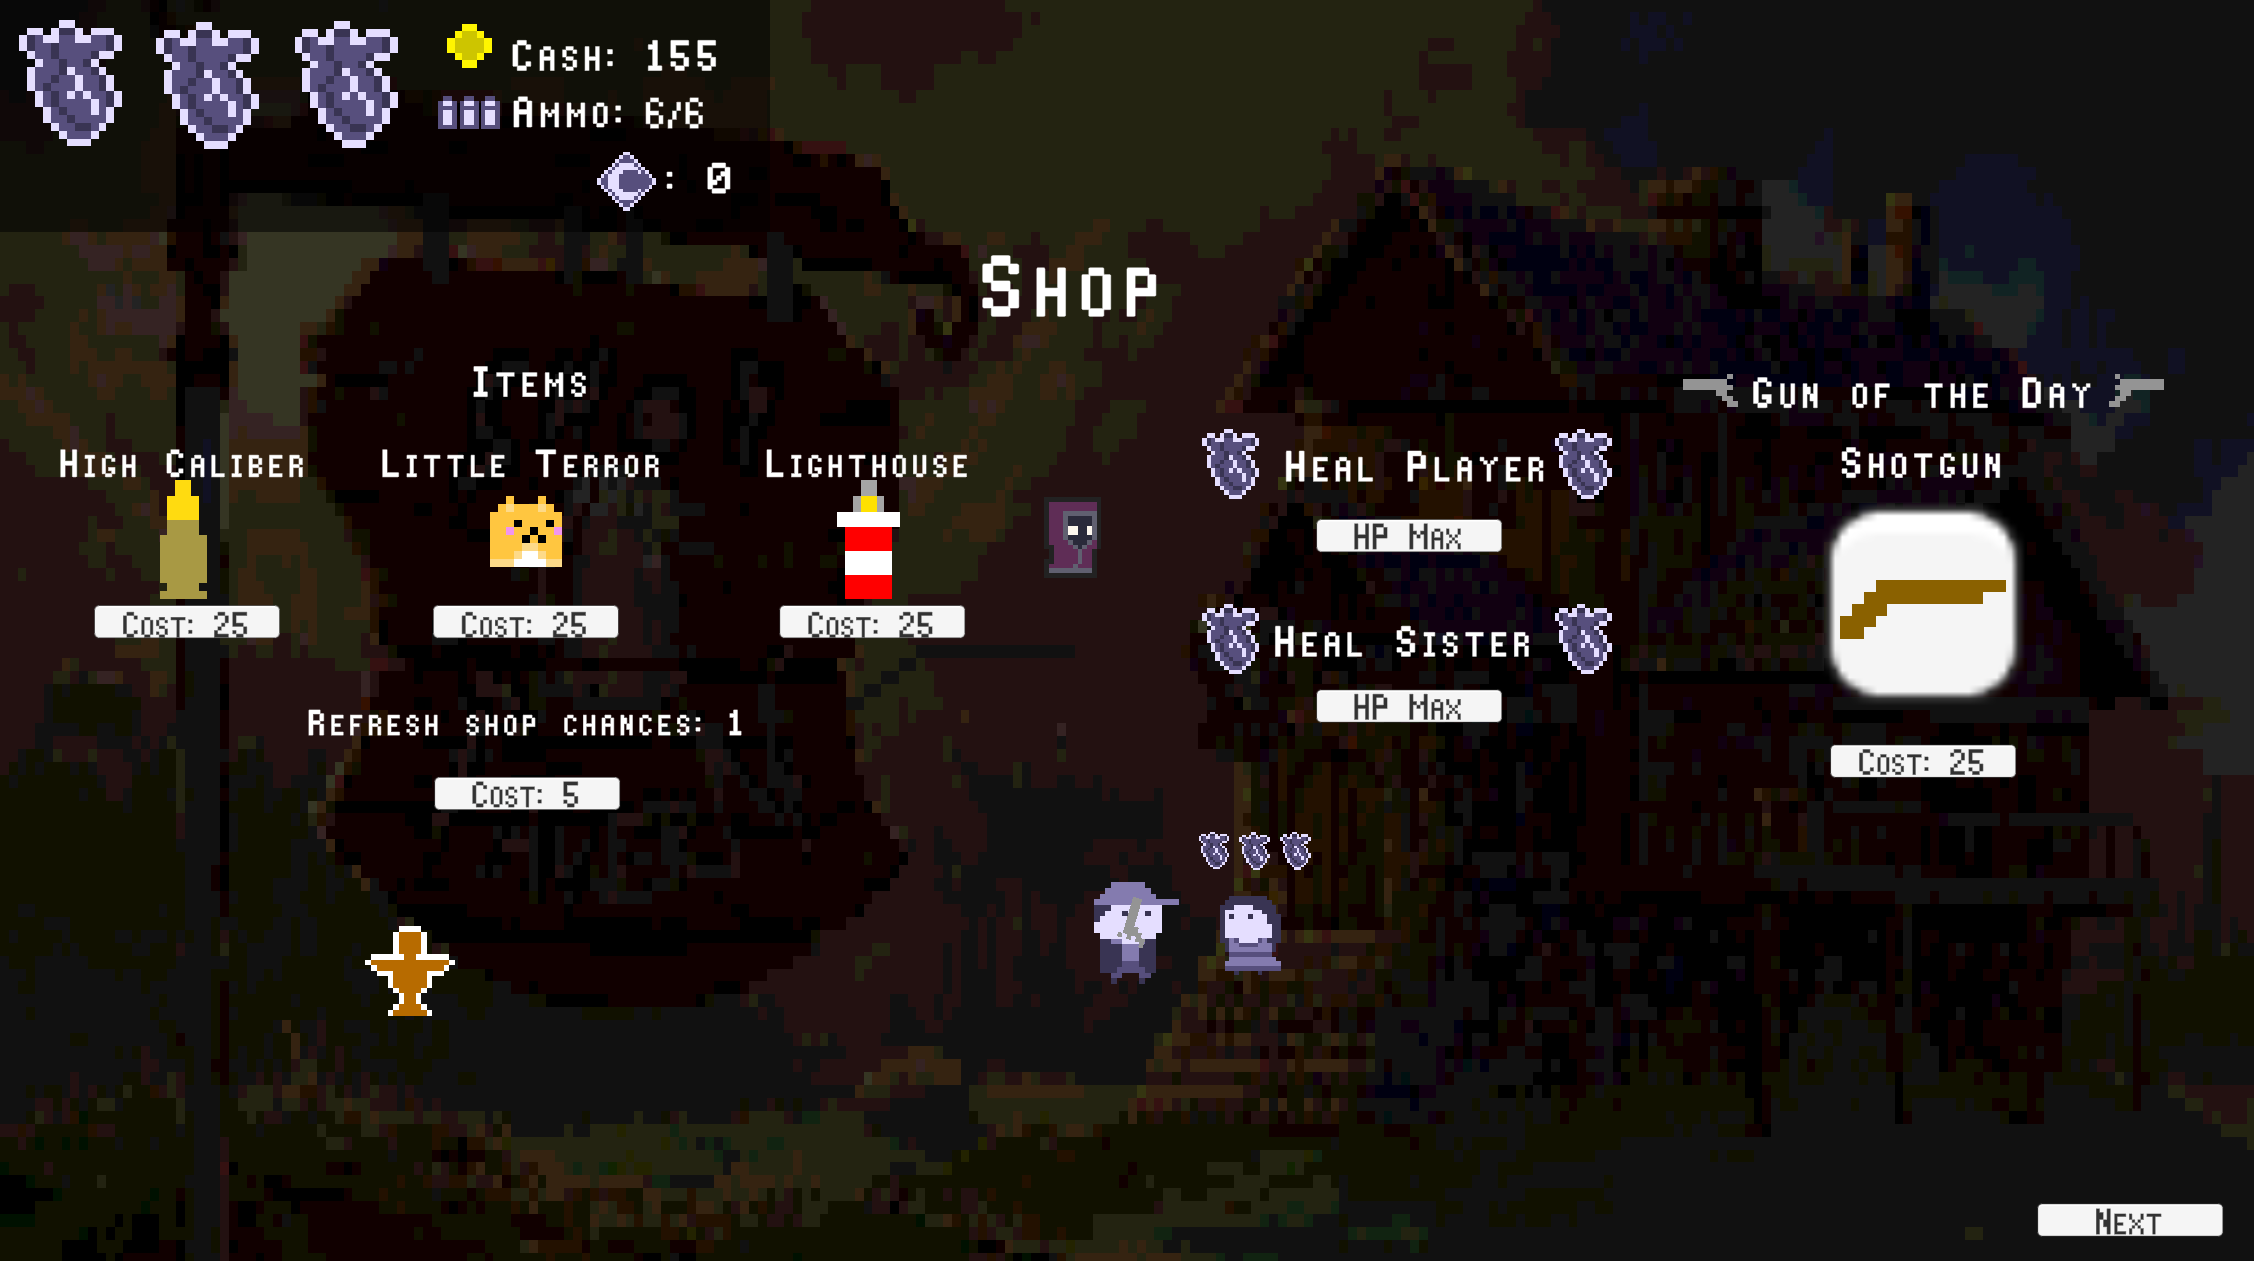 Cash: 155
Ammo: 6/6
: 0
Shop
Items
Gun of the Day
High Caliber
Little Terror
Lighthouse
Heal Player
Shotgun
HP Max
Cost: 25
Cost: 25
Cost: 25
Heal Sister
HP Max
Refresh shop chances: 1
Cost: 25
Cost: 5
Next